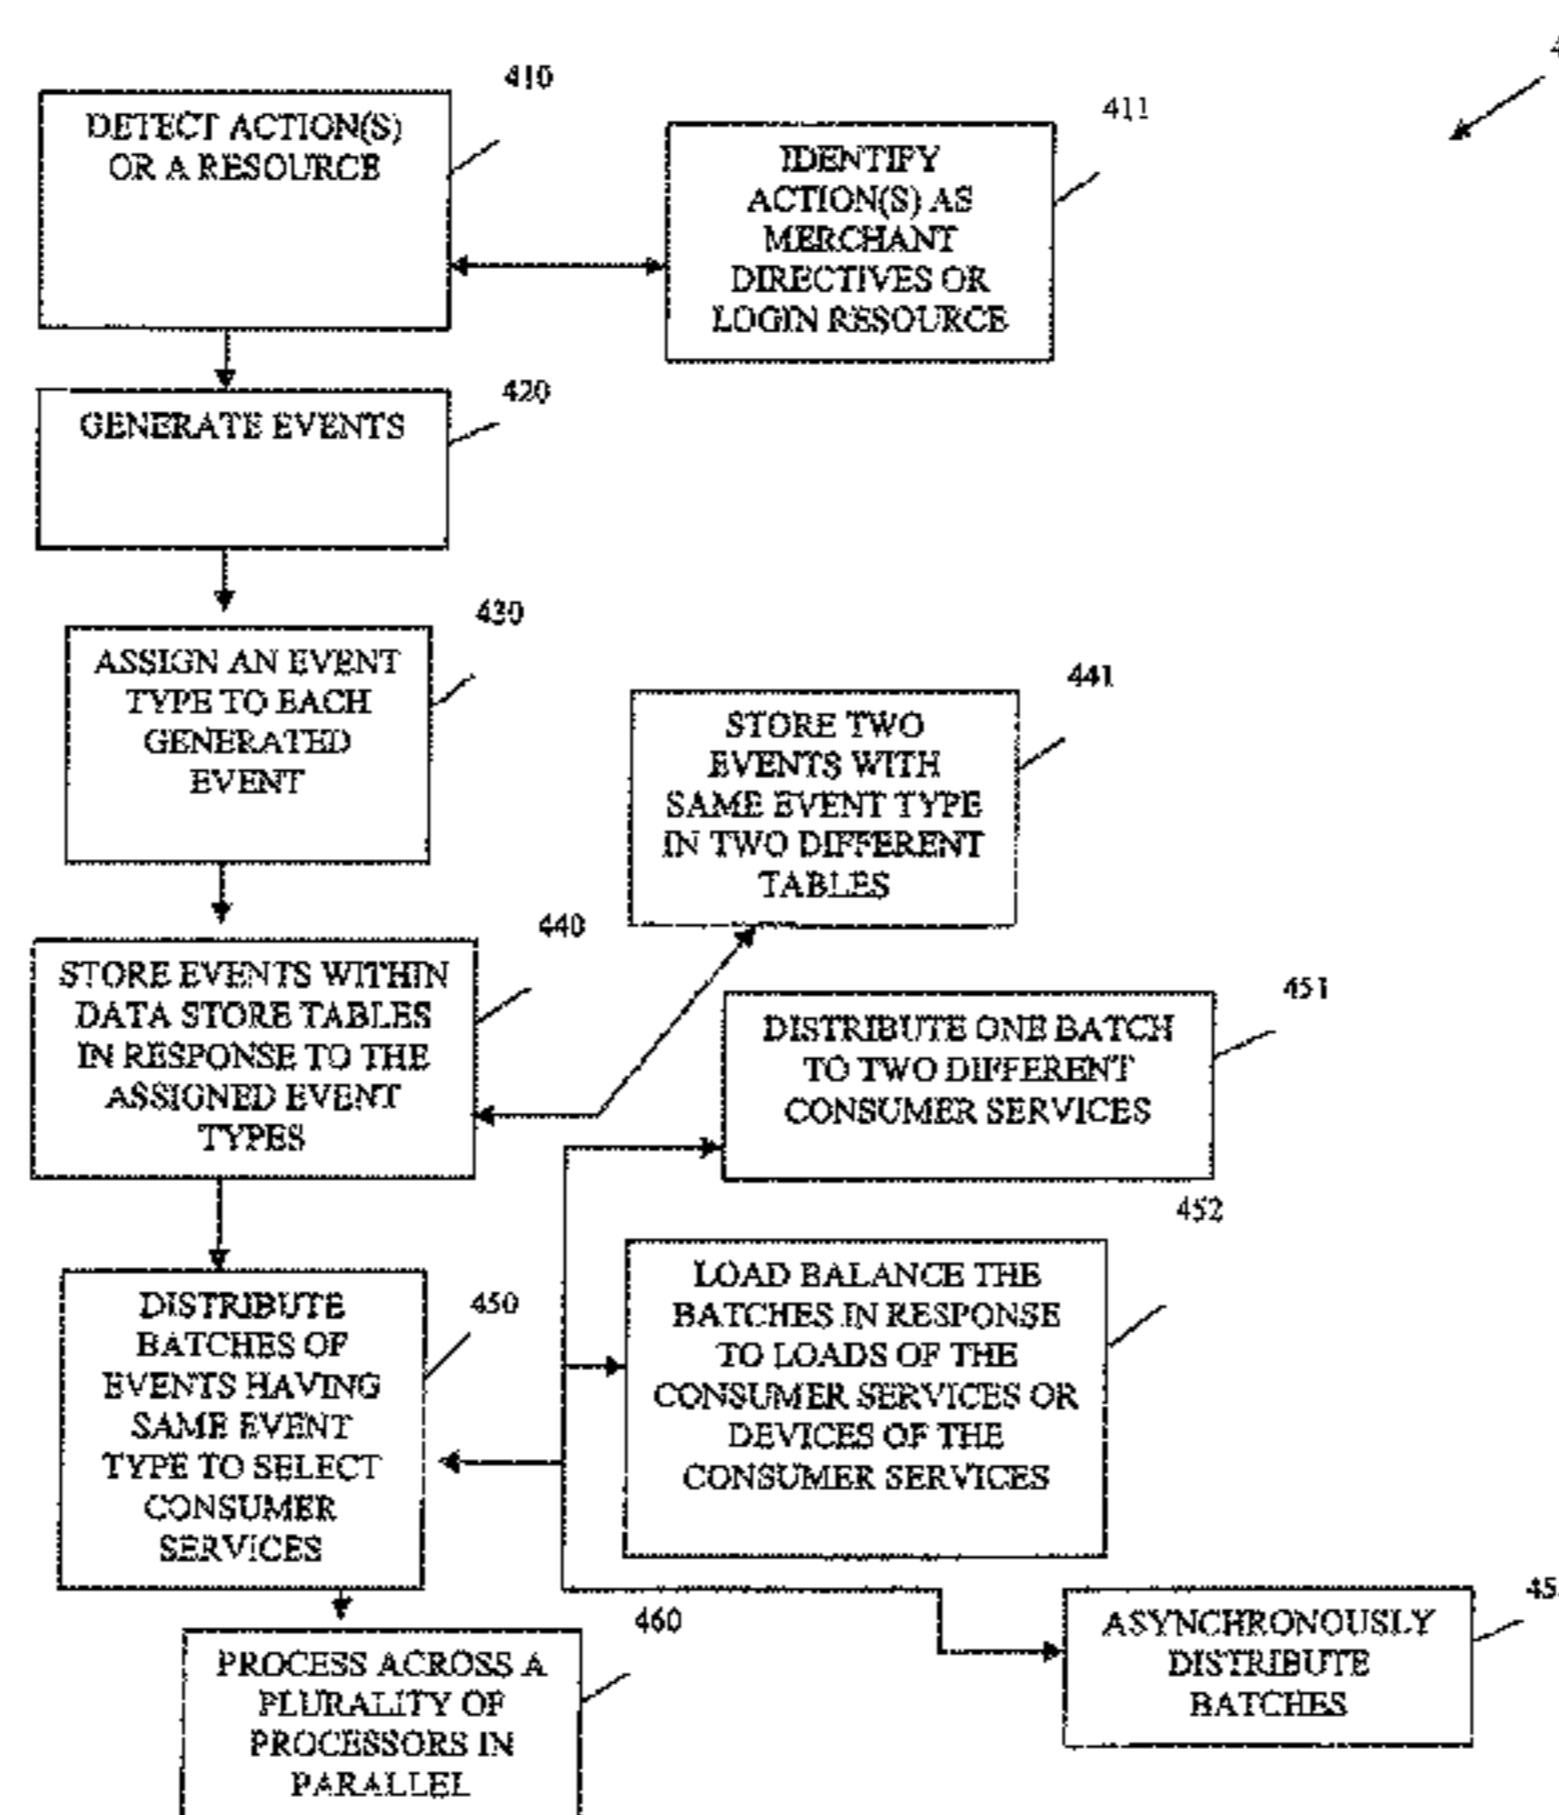 410
DETECT ACTION(S)
OR A RESOURCE
411
IDENTIFY
ACTION(S) AS
MERCHANT
DIRECTIVES OR
LOGIN RESOURCE
420
GENERATE EVENTS
430
ASSIGN AN EVENT
TYPE TO EACH
GENERATED
EVENT
441
STORE TWO
EVENTS WITH
SAME EVENT TYPE
IN TWO DIFFERENT
TABLES
440
STORE EVENTS WITHIN
DATA STORE TABLES
IN RESPONSE TO THE
ASSIGNED EVENT
TYPES
451
DISTRIBUTE ONE BATCH
TO TWO DIFFERENT
CONSUMER SERVICES
452
LOAD BALANCE THE
BATCHES IN RESPONSE
TO LOADS OF THE
CONSUMER SERVICES OR
DEVICES OF THE
CONSUMER SERVICES
450
DISTRIBUTE
BATCHES OF
EVENTS HAVING
SAME EVENT
TYPE TO SELECT
CONSUMER
SERVICES
ASYNCHRONOUSLY
DISTRIBUTE
BATCHES
460
PROCESS ACROSS A
PLURALITY OF
PROCESSORS IN
PARALLEL